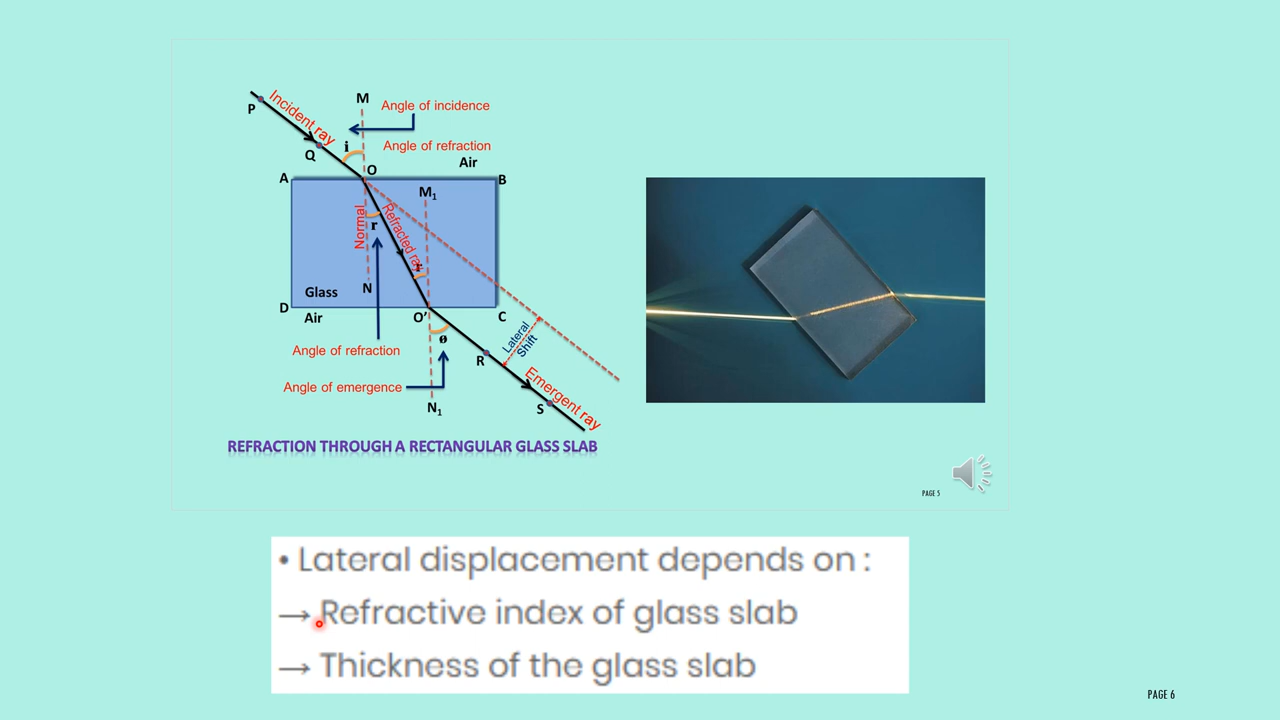 M
Angle of incidence
P
Incident ray
Q
i
Angle of refraction
O
Air
A
B
M1
Normal
r
Refracted ray
N
Glass
D
Air
O’
C
Lateral
Shift
Angle of refraction
R
Angle of emergence
Emergent ray
N1
S
REFRACTION THROUGH A RECTANGULAR GLASS SLAB
PAGE 5
• Lateral displacement depends on :
→ Refractive index of glass slab
→ Thickness of the glass slab
PAGE 6